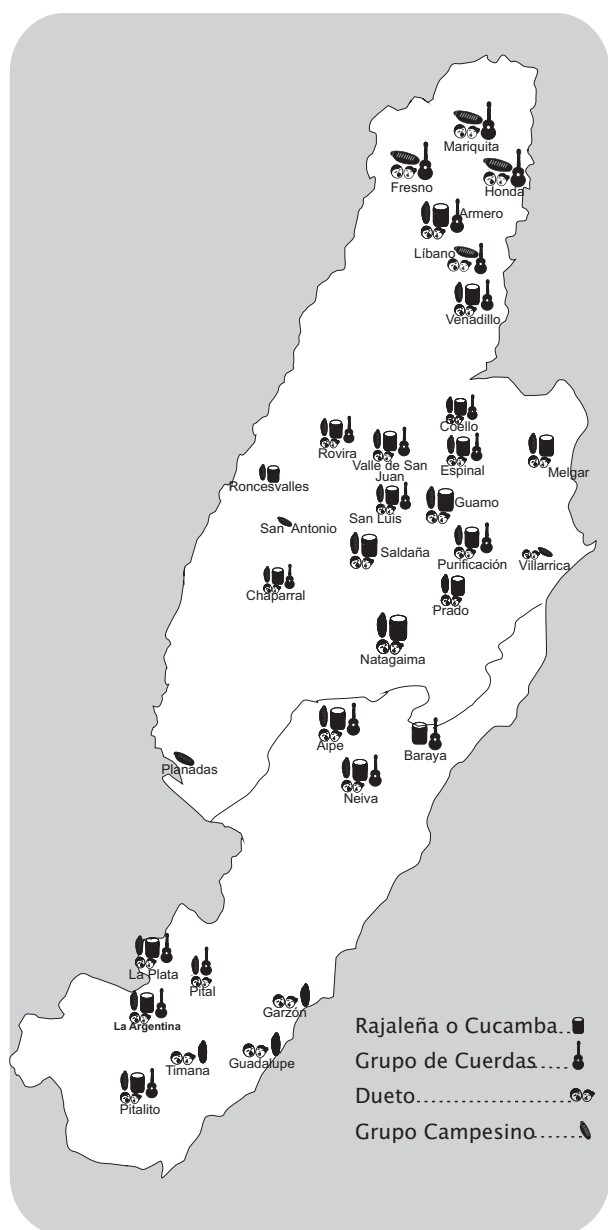 Mariquita
Fresno
Honda
Armero
Líbano
Venadillo
Coello
Rovira
Valle de San
Juan
Espinal
Melgar
Roncesvalles
Guamo
San Luis
San Antonio
Saldaña
Purificación
Villarrica
Chaparral
Prado
Natagaima
Aipe
Baraya
Planadas
Neiva
La Plata
Pital
Garzón
La Argentina
Timana
Guadalupe
Pitalito
Rajaleña o Cucamba
Grupo de Cuerdas
Dueto
Grupo Campesino